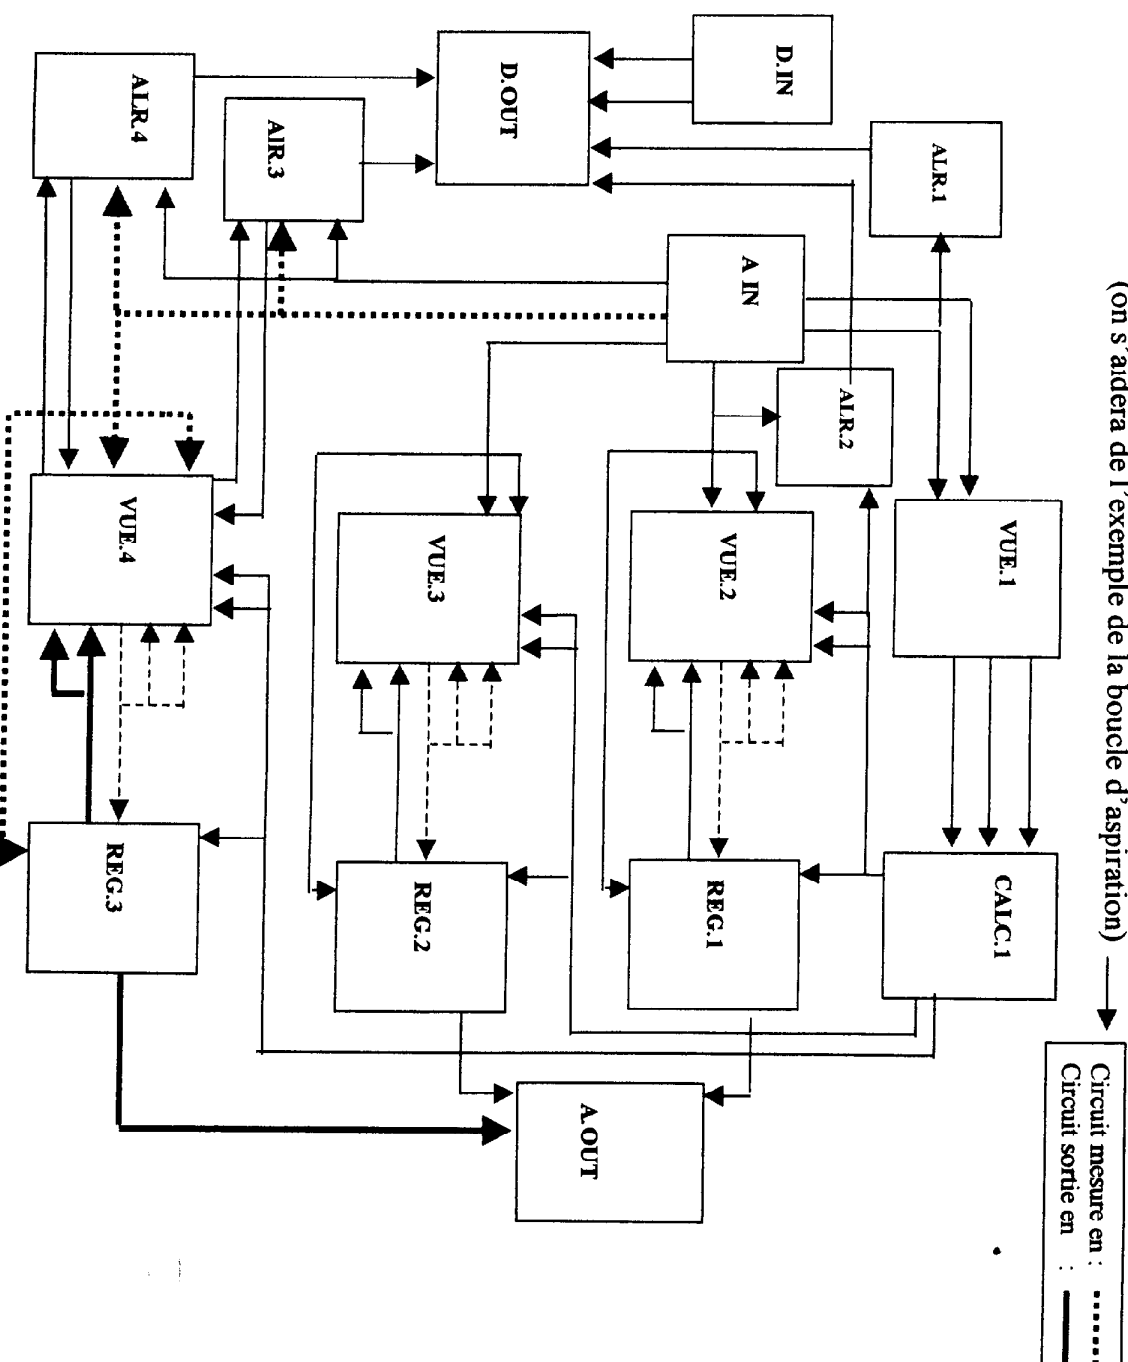 (on s'aidera de l'exemple de la boucle d'aspiration)
Circuit mesure en :
Circuit sortie en :
ALR.1
VUE.1
CALC.1
D.IN
A IN
ALR.2
VUE.2
REG.1
D.OUT
VUE.3
REG.2
A.OUT
AIR.3
ALR.4
VUE.4
REG.3